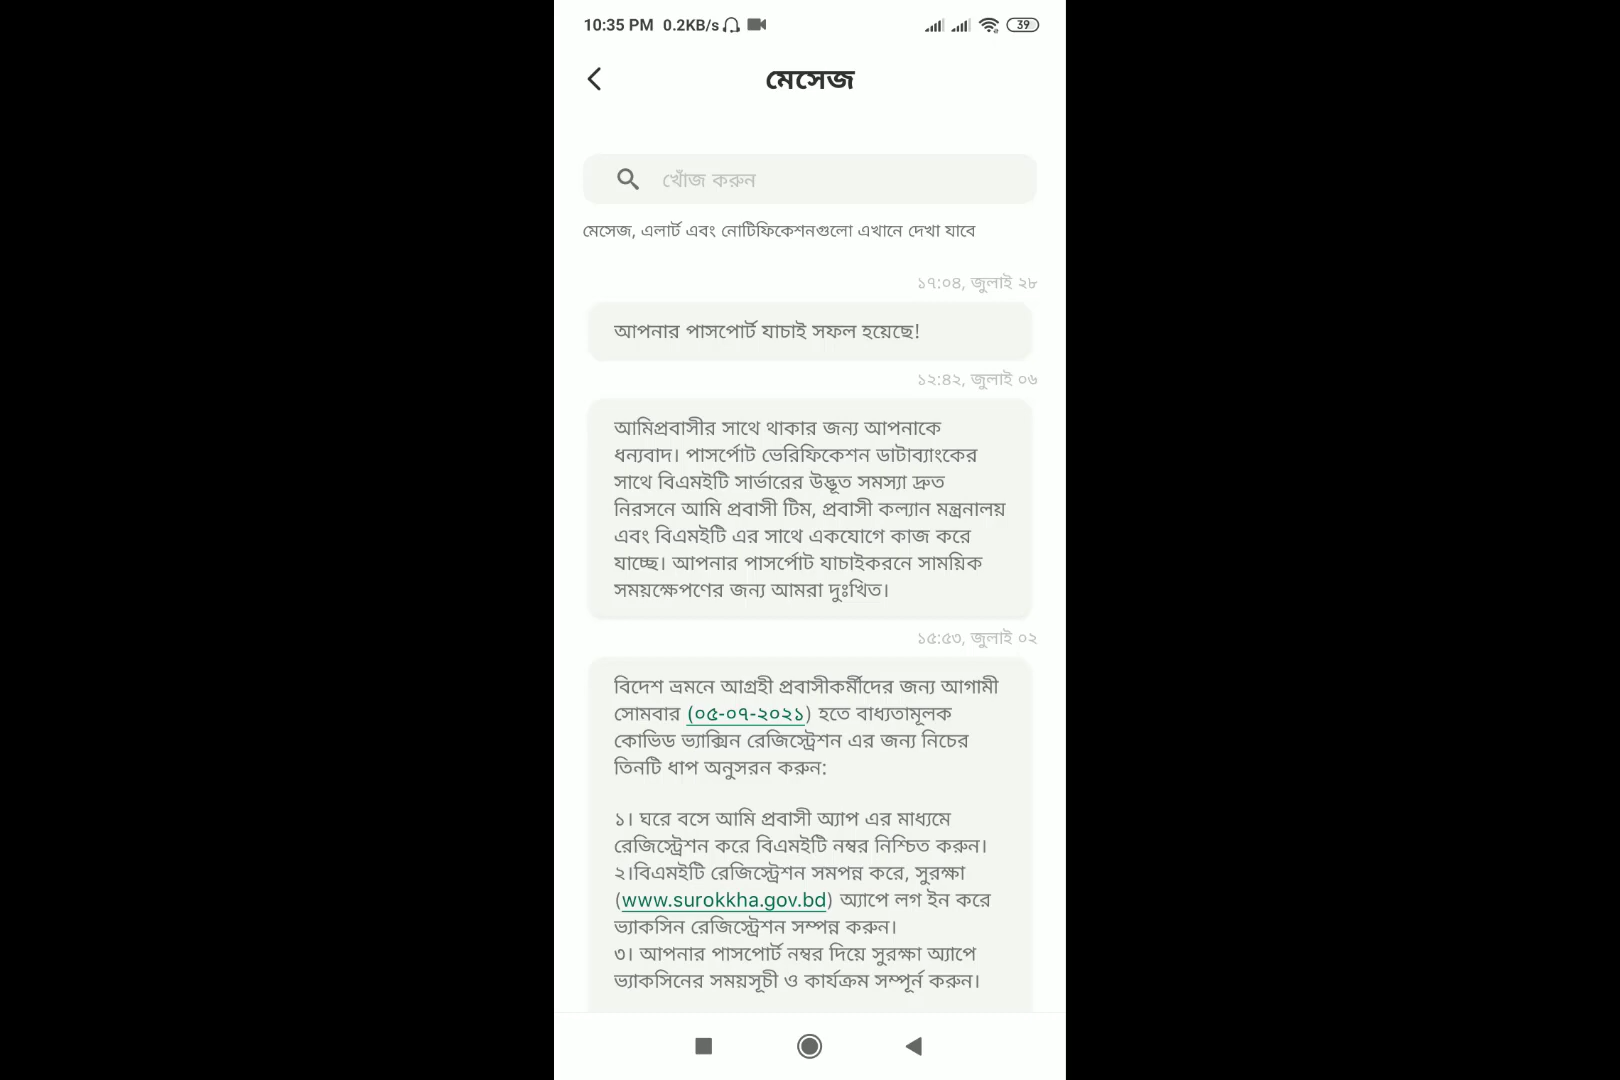 10:35 PM 0.2KB/s 39
মেসেজ
খোঁজ করুন
মেসেজ, এলার্ট এবং নোটিফিকেশনগুলো এখানে দেখা যাবে
১৭:০৪, জুলাই ২৮
আপনার পাসপোর্ট যাচাই সফল হয়েছে!
১২:৪২, জুলাই ০৬
আমিপ্রবাসীর সাথে থাকার জন্য আপনাকে
ধন্যবাদ। পাসর্পোট ভেরিফিকেশন ডাটাব্যাংকের
সাথে বিএমইটি সার্ভারের উদ্ভূত সমস্যা দ্রুত
নিরসনে আমি প্রবাসী টিম, প্রবাসী কল্যান মন্ত্রনালয়
এবং বিএমইটি এর সাথে একযোগে কাজ করে
যাচ্ছে। আপনার পাসর্পোট যাচাইকরনে সাময়িক
সময়ক্ষেপণের জন্য আমরা দুঃখিত।
১৫:৫৩, জুলাই ০২
বিদেশ ভ্রমনে আগ্রহী প্রবাসীকর্মীদের জন্য আগামী
সোমবার (০৫-০৭-২০২১) হতে বাধ্যতামূলক
কোভিড ভ্যাক্সিন রেজিস্ট্রেশন এর জন্য নিচের
তিনটি ধাপ অনুসরন করুন:
১। ঘরে বসে আমি প্রবাসী অ্যাপ এর মাধ্যমে
রেজিস্ট্রেশন করে বিএমইটি নম্বর নিশ্চিত করুন।
২।বিএমইটি রেজিস্ট্রেশন সমপন্ন করে, সুরক্ষা
(www.surokkha.gov.bd) অ্যাপে লগ ইন করে
ভ্যাকসিন রেজিস্ট্রেশন সম্পন্ন করুন।
৩। আপনার পাসপোর্ট নম্বর দিয়ে সুরক্ষা অ্যাপে
ভ্যাকসিনের সময়সূচী ও কার্যক্রম সম্পূর্ন করুন।